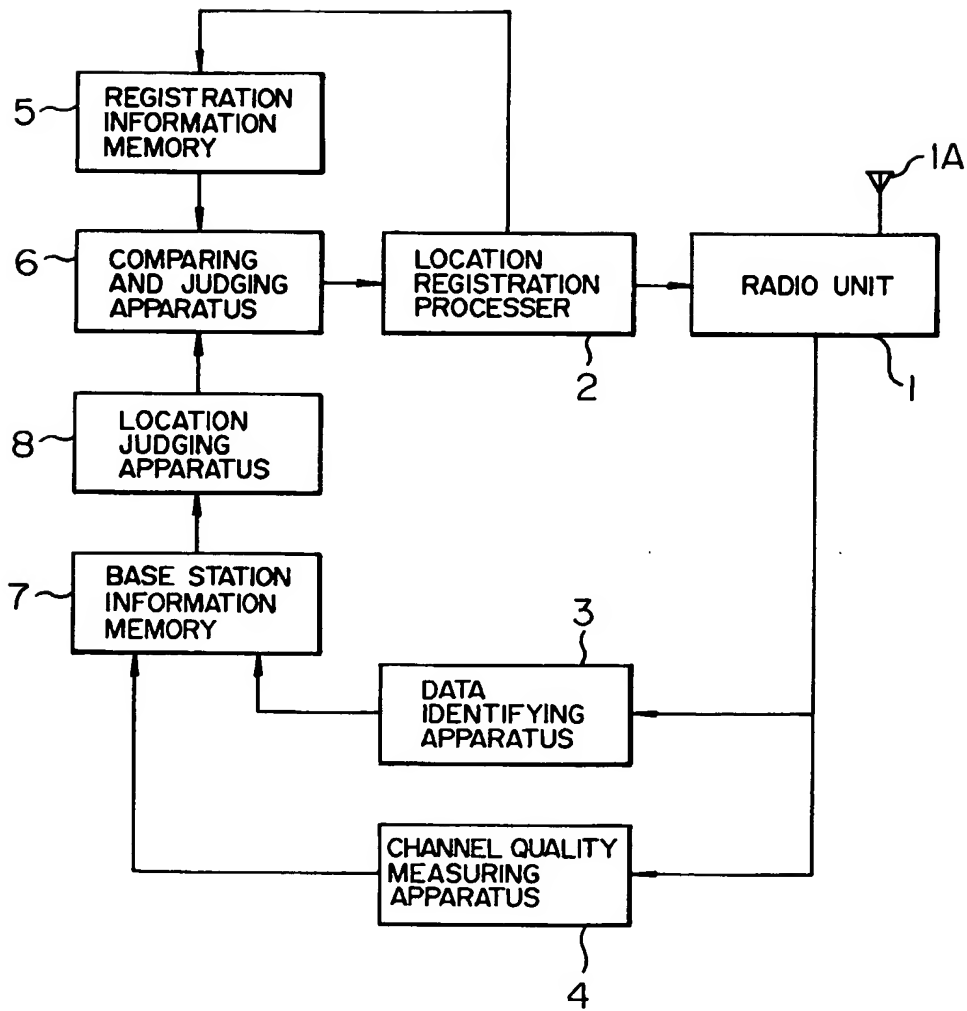 5
REGISTRATION
INFORMATION
MEMORY
1A
6
COMPARING
AND JUDGING
APPARATUS
LOCATION
REGISTRATION
PROCESSER
2
RADIO UNIT
1
8
LOCATION
JUDGING
APPARATUS
7
BASE STATION
INFORMATION
MEMORY
3
DATA
IDENTIFYING
APPARATUS
CHANNEL QUALITY
MEASURING
APPARATUS
4